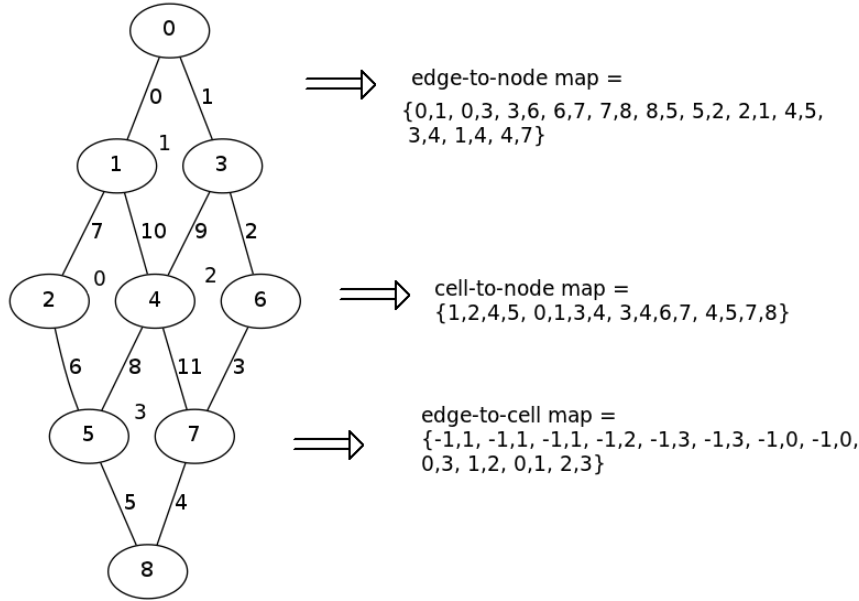 0
0 1
edge-to-node map =
{0,1, 0,3, 3,6, 6,7, 7,8, 8,5, 5,2, 2,1, 4,5,
3,4, 1,4, 4,7}
1
1 3
7 10 9 2
0 2
2 4 6
cell-to-node map =
{1,2,4,5, 0,1,3,4, 3,4,6,7, 4,5,7,8}
6 8 11 3
3
5 7
edge-to-cell map =
{-1,1, -1,1, -1,1, -1,2, -1,3, -1,3, -1,0, -1,0,
0,3, 1,2, 0,1, 2,3}
5 4
8